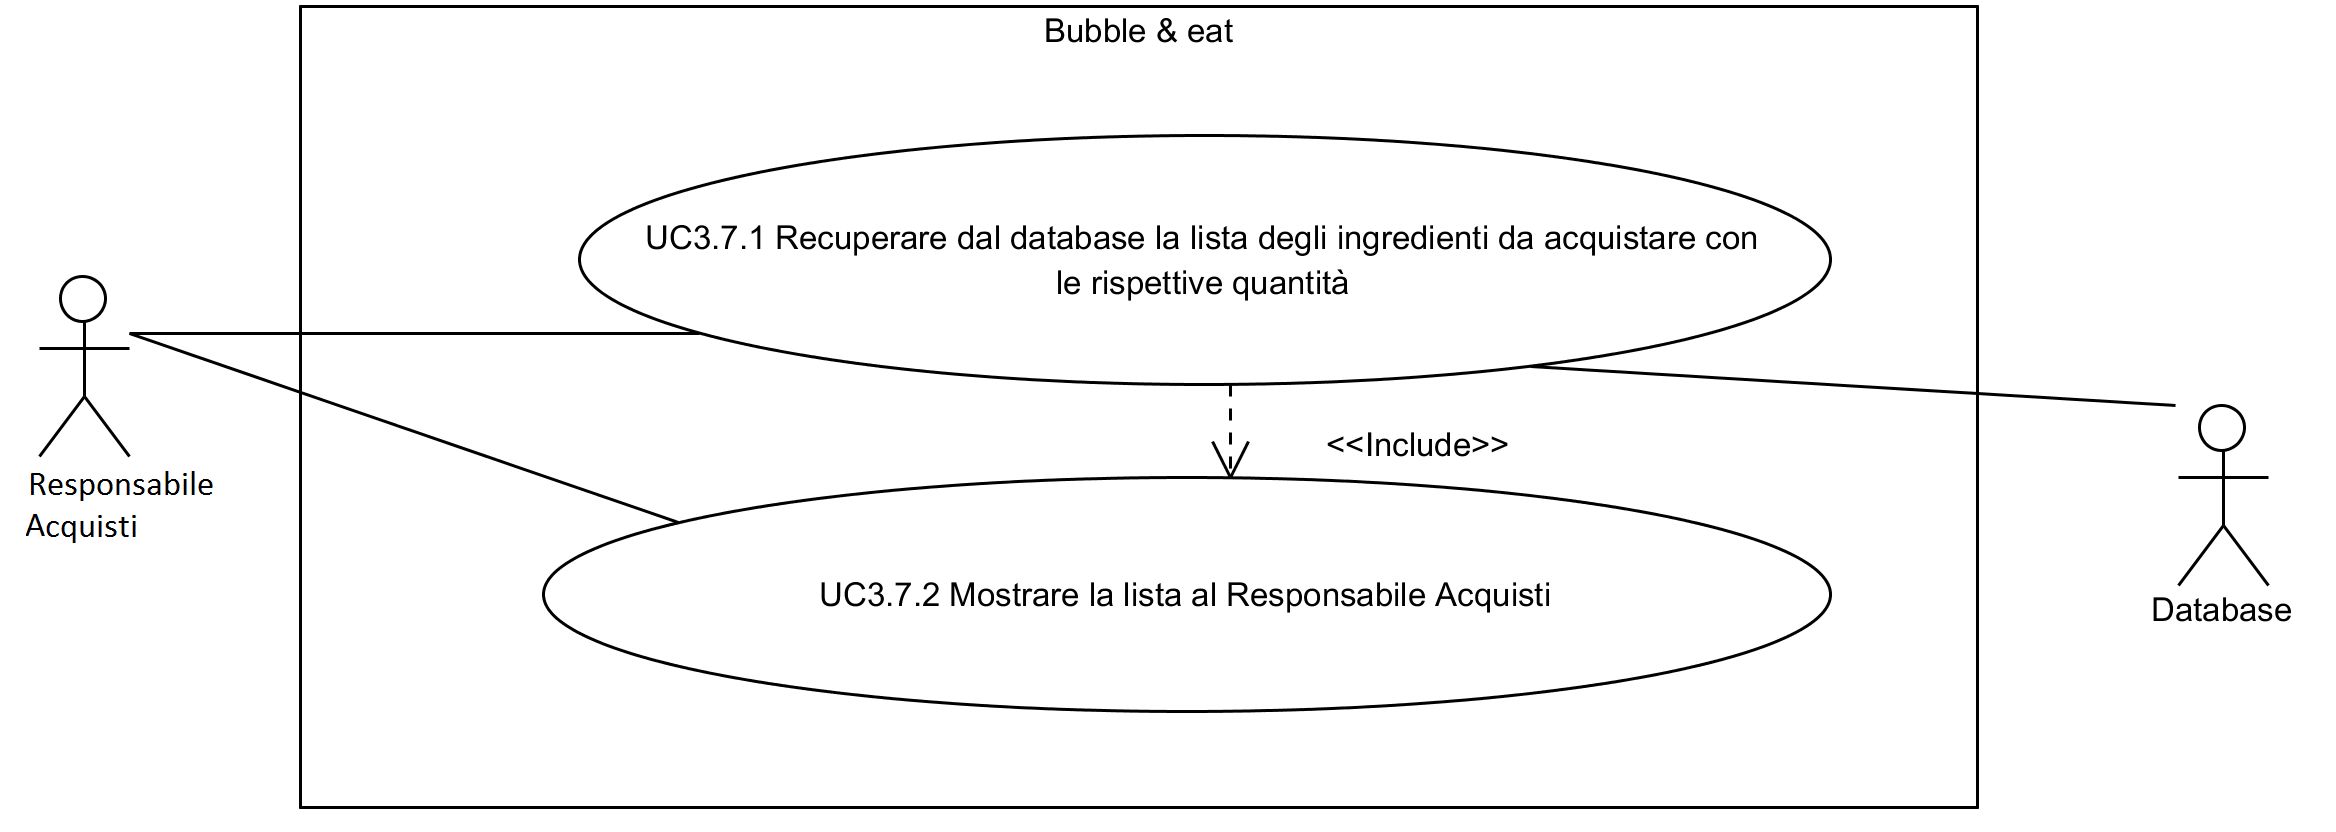 Bubble & eat
UC3.7.1 Recuperare dal database la lista degli ingredienti da acquistare con
le rispettive quantità
Responsabile
Acquisti
<<Include>>
UC3.7.2 Mostrare la lista al Responsabile Acquisti
Database